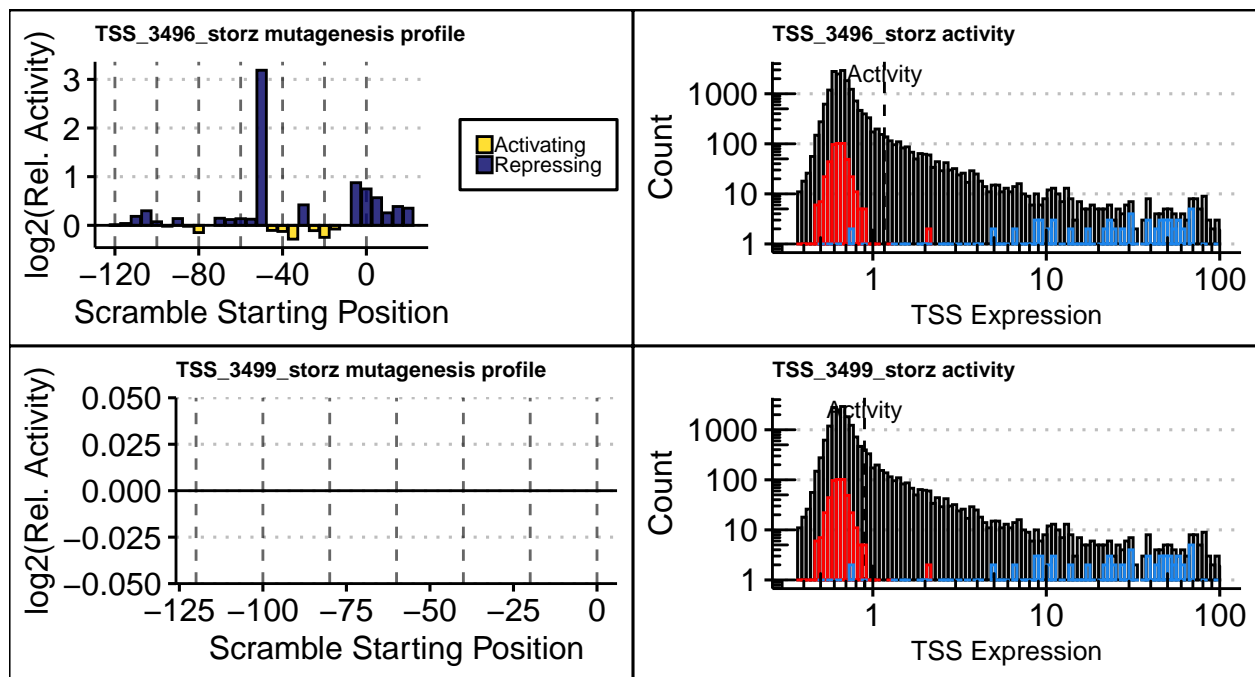 TSS_3496_storz mutagenesis profile
log2(Rel. Activity)
3
2
1
0
−120 −80 −40 0
Scramble Starting Position
Activating
Repressing
TSS_3496_storz activity
Activity
Count
1000
100
10
1
1 10 100
TSS Expression
TSS_3499_storz mutagenesis profile
log2(Rel. Activity)
0.050
0.025
0.000
−0.025
−0.050
−125 −100 −75 −50 −25 0
Scramble Starting Position
TSS_3499_storz activity
Activity
Count
1000
100
10
1
1 10 100
TSS Expression